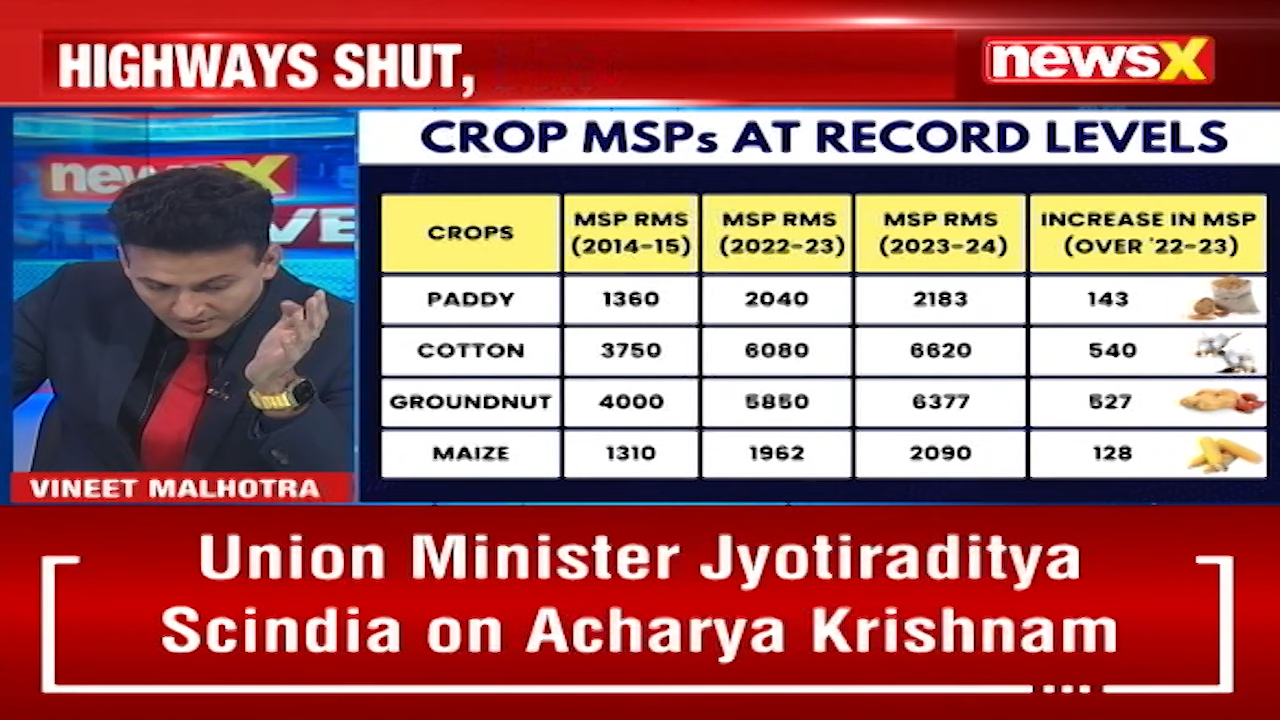 HIGHWAYS SHUT,
newsX
newsX
VE
CROP MSPs AT RECORD LEVELS
CROPS
MSP RMS (2014-15)
MSP RMS (2022-23)
MSP RMS (2023-24)
INCREASE IN MSP (OVER '22-23)
PADDY 1360 2040 2183 143
COTTON 3750 6080 6620 540
GROUNDNUT 4000 5850 6377 527
MAIZE 1310 1962 2090 128
VINEET MALHOTRA
Union Minister Jyotiraditya
Scindia on Acharya Krishnam